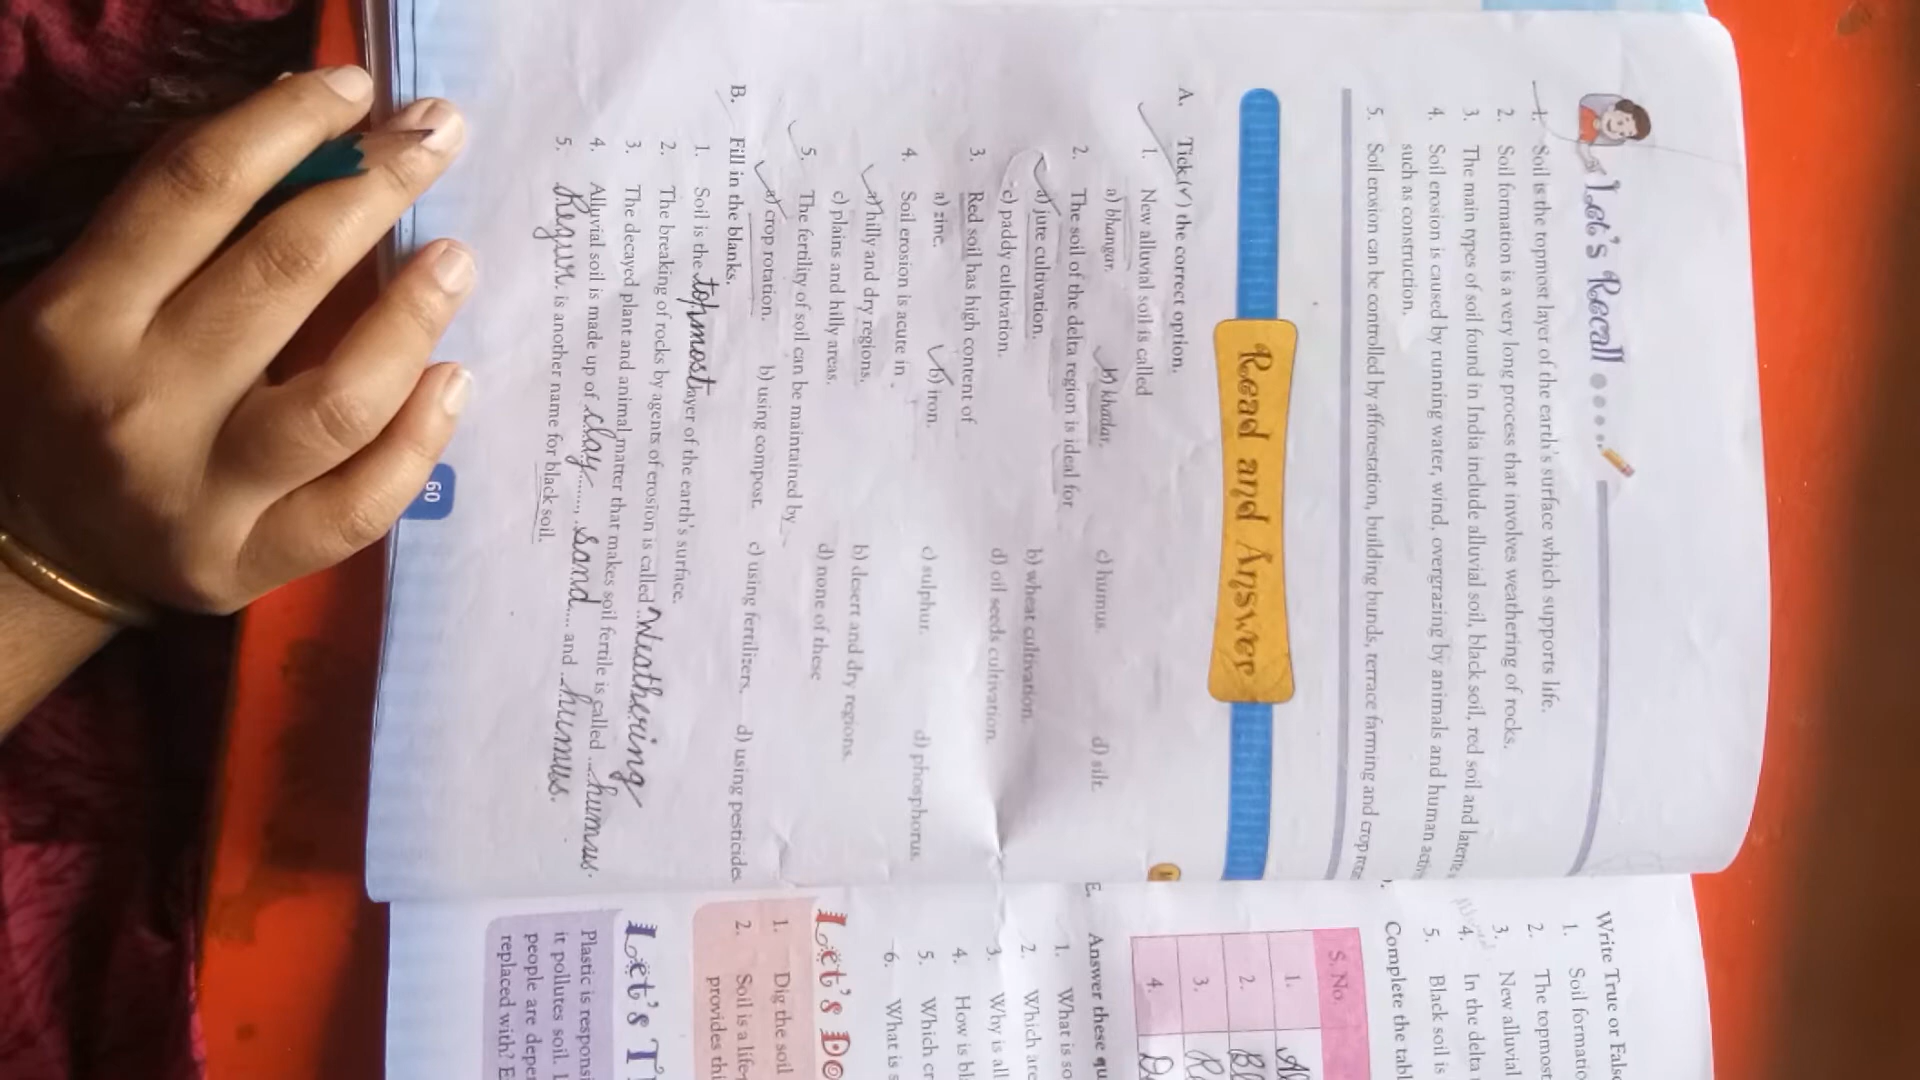 Let's Recall
1. Soil is the topmost layer of the earth's surface which supports life.
2. Soil formation is a very long process that involves weathering of rocks.
3. The main types of soil found in India include alluvial soil, black soil, red soil and laterite
4. Soil erosion is caused by running water, wind, overgrazing by animals and human
such as construction.
5. Soil erosion can be controlled by afforestation, building bunds, terrace farming and crop
Read and Answer
A. Tick (✓) the correct option.
1. New alluvial soil is called
a) bhangar. b) khadar. c) humus. d) silt.
2. The soil of the delta region is ideal for
a) jute cultivation. b) wheat cultivation.
c) paddy cultivation. d) oil seeds cultivation.
3. Red soil has high content of
a) zinc. b) iron. c) sulphur. d) phosphorus.
4. Soil erosion is acute in
a) hilly and dry regions. b) desert and dry regions.
c) plains and hilly areas. d) none of these
5. The fertility of soil can be maintained by
a) crop rotation. b) using compost. c) using fertilizers. d) using pesticides
B. Fill in the blanks.
1. Soil is the topmost layer of the earth's surface.
2. The breaking of rocks by agents of erosion is called Weathering
3. The decayed plant and animal matter that makes soil fertile is called humus.
4. Alluvial soil is made up of clay sand and humus.
5. Regur is another name for black soil.
60
Write True or False
1. Soil formatio
2. The topmost
3. New alluvial
4. In the delta
5. Black soil is
Complete the tabl
S. No.
1. Al
2. Bl
3.
4.
E. Answer these qu
1. What is so
2. Which are
3. Why is all
4. How is bl
5. Which cr
6. What is s
Let's Do
1. Dig the soil
2. Soil is a life-
provides thi
Let's T
Plastic is responsi
it pollutes soil.
people are depe
replaced with?